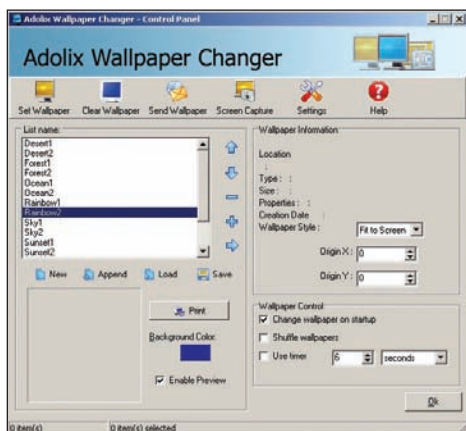 Adolix Wallpaper Changer - Control Panel
Adolix Wallpaper Changer
Set Wallpaper Clear Wallpaper Send Wallpaper Screen Capture Settings Help
List name:
Desert1
Desert2
Forest1
Forest2
Ocean1
Ocean2
Rainbow1
Rainbow2
Sky1
Sky2
Sunset1
Sunset2
New Append Load Save
Print
Background Color:
Enable Preview
Wallpaper Information
Location
:
Type : :
Size : :
Properties : :
Creation Date :
Wallpaper Style : Fit to Screen
Origin X : 0
Origin Y : 0
Wallpaper Control
Change wallpaper on startup
Shuffle wallpapers
Use timer 6 seconds
Ok
0 item(s) 0 item(s) selected